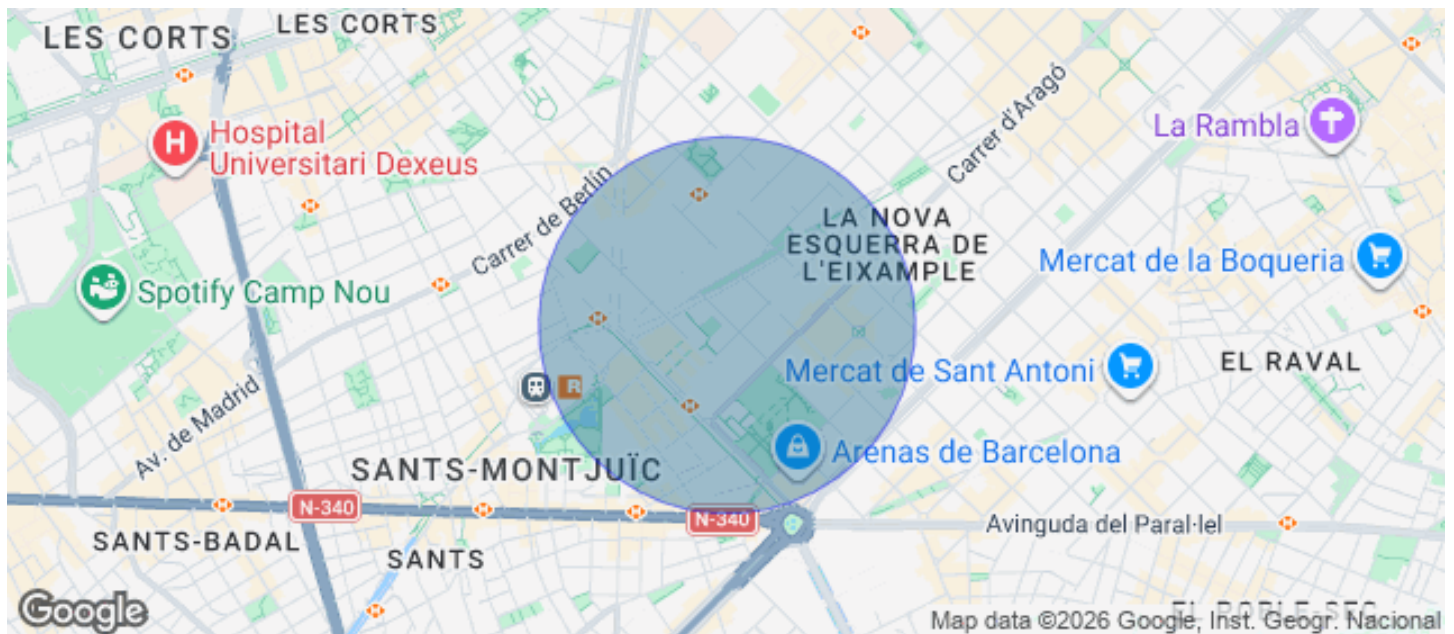 LES CORTS
LES CORTS
Hospital
Universitari Dexeus
Carrer de Berlín
Carrer d'Aragó
La Rambla
LA NOVA
ESQUERRA DE
L'EIXAMPLE
Mercat de la Boqueria
Spotify Camp Nou
Mercat de Sant Antoni
EL RAVAL
R
Av. de Madrid
Arenas de Barcelona
SANTS-MONTJUÏC
N-340
N-340
Avinguda del Paral·lel
SANTS-BADAL
SANTS
EL POBLE-SEC
Google
Map data ©2026 Google, Inst. Geogr. Nacional